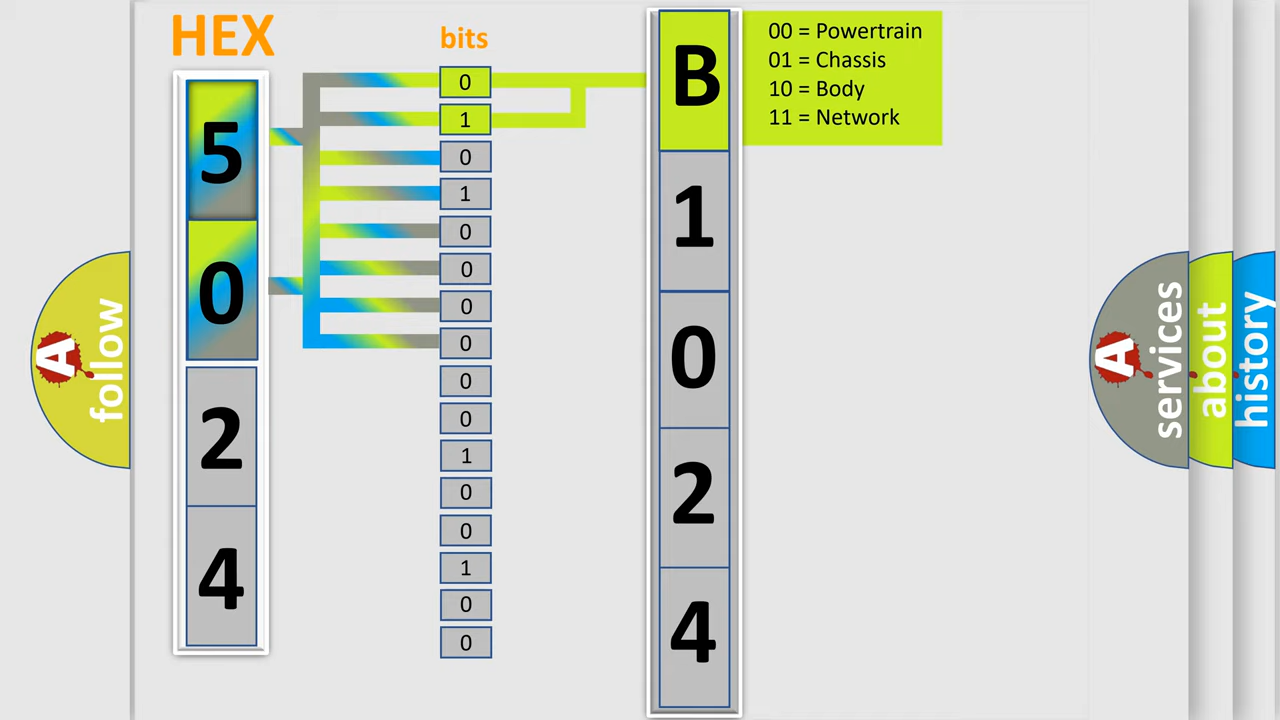 HEX
bits
5
0
2
4
0
1
0
1
0
0
0
0
0
0
1
0
0
1
0
0
B
1
0
2
4
00 = Powertrain
01 = Chassis
10 = Body
11 = Network
A
follow
A
services
about
history